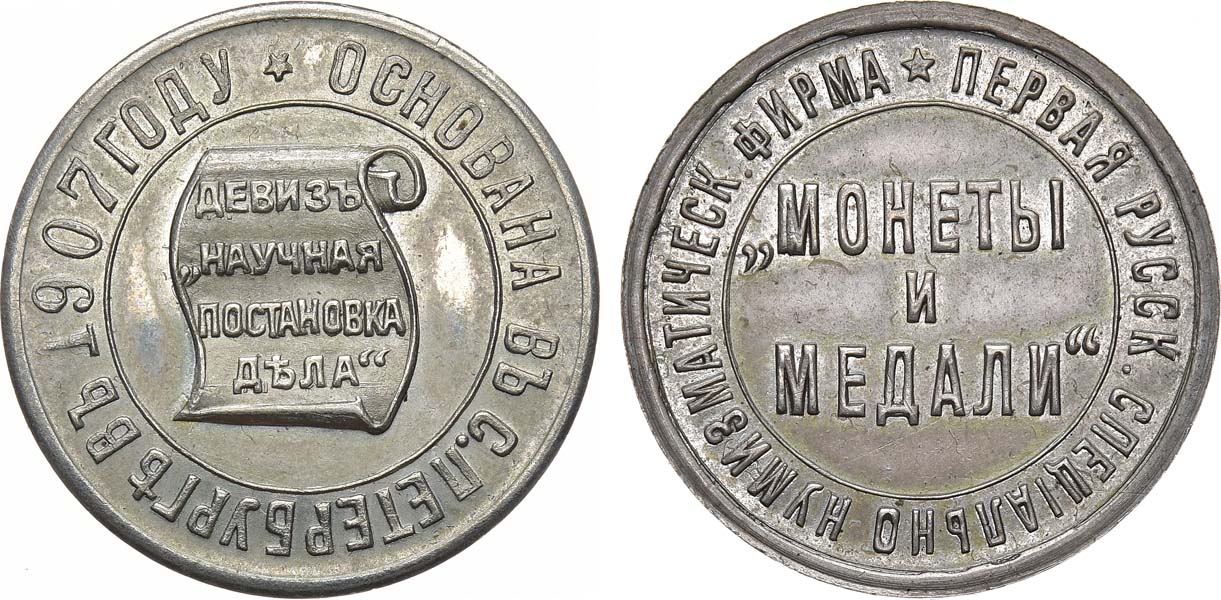 ОСНОВАНА ВЪ С.ПЕТЕРБУРГѢ ВЪ 1907 ГОДУ
ДЕВИЗЪ
„НАУЧНАЯ
ПОСТАНОВКА
ДѢЛА“
ПЕРВАЯ РУССК. СПЕЦІАЛЬНО НУМИЗМАТИЧЕСК. ФИРМА
„МОНЕТЫ
И
МЕДАЛИ“